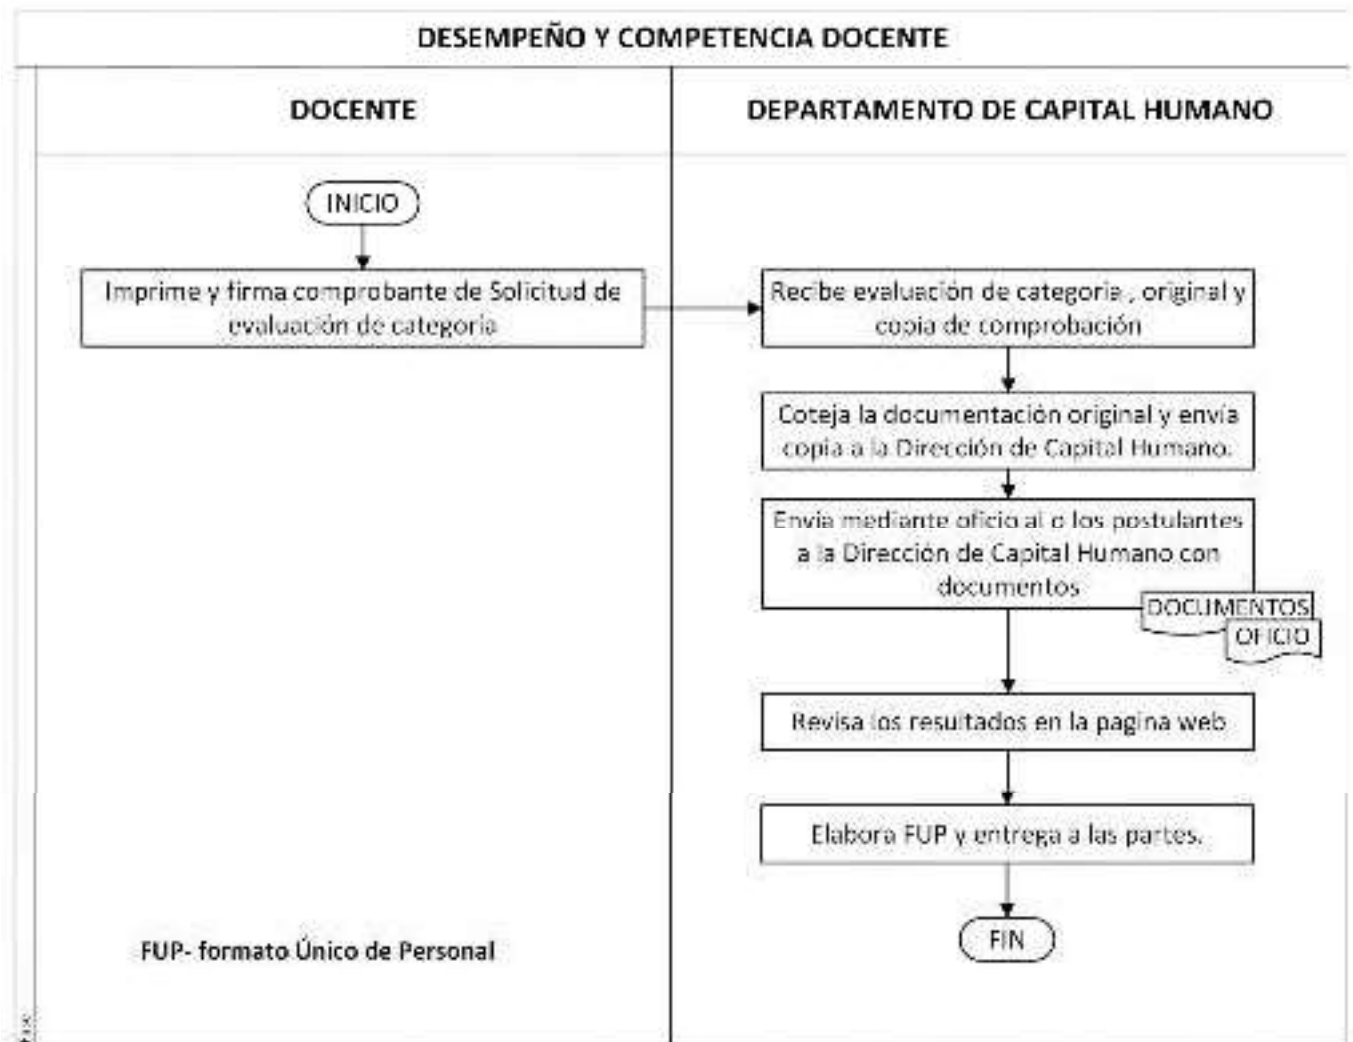 DESEMPEÑO Y COMPETENCIA DOCENTE
DOCENTE
DEPARTAMENTO DE CAPITAL HUMANO
INICIO
Imprime y firma comprobante de Solicitud de
evaluación de categoria
Recibe evaluación de categoria , original y
copia de comprobación
Coteja la documentación original y envía
copia a la Dirección de Capital Humano.
Envia mediante oficio al o los postulantes
a la Dirección de Capital Humano con
documentos
DOCUMENTOS
OFICIO
Revisa los resultados en la pagina web
Elabora FUP y entrega a las partes.
FIN
FUP- formato Único de Personal